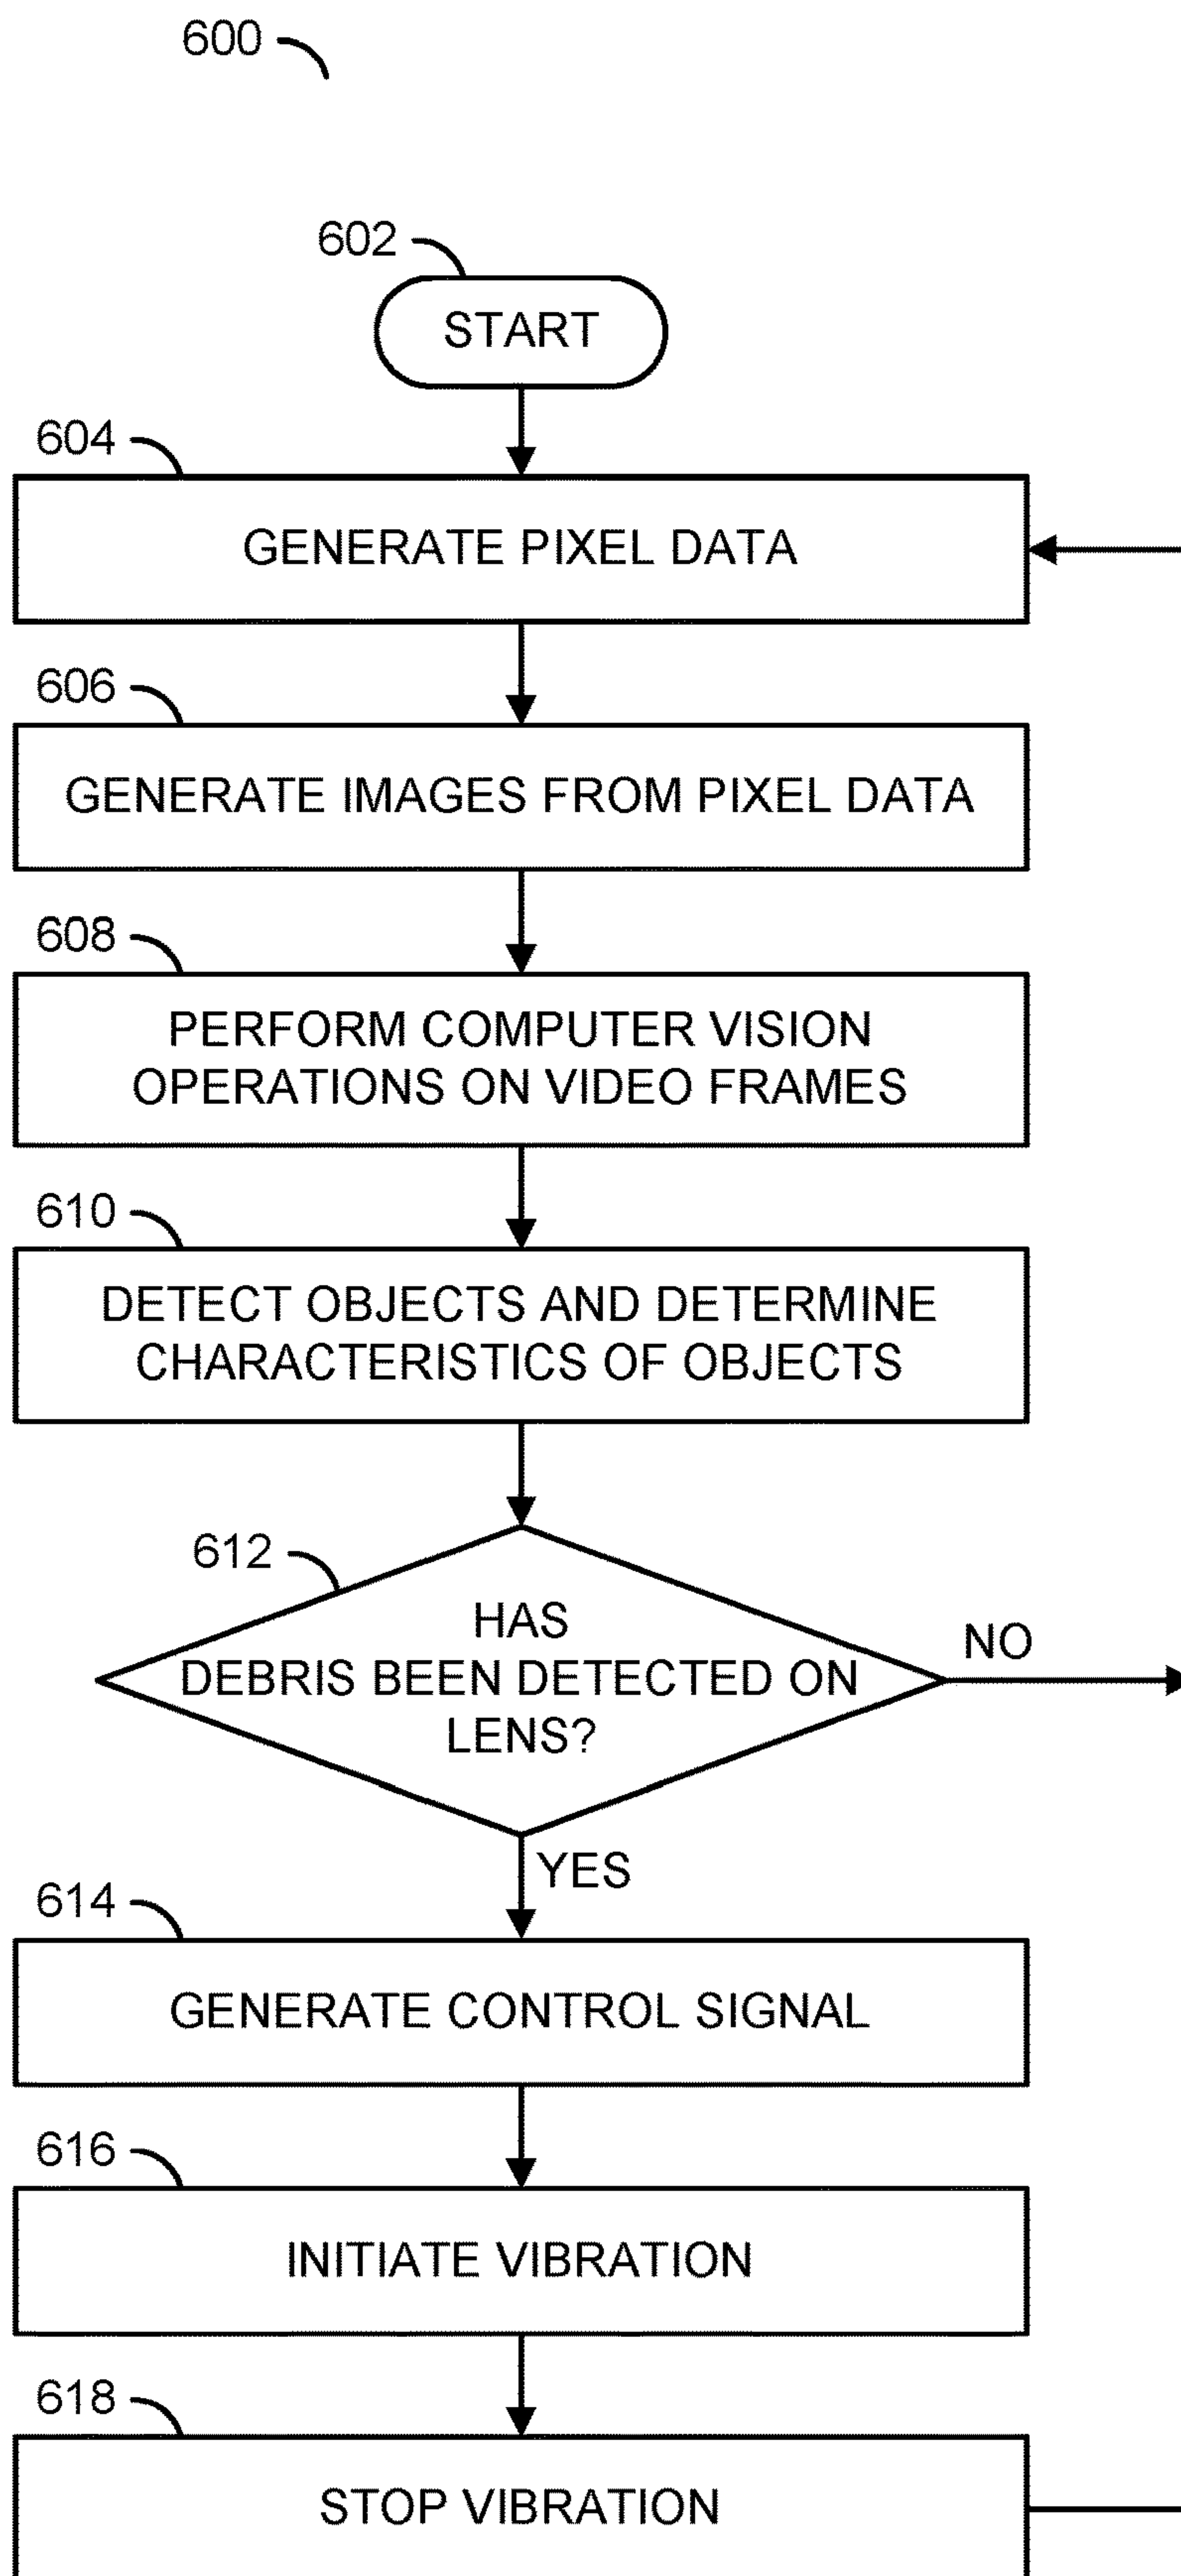 600
602
START
604
GENERATE PIXEL DATA
606
GENERATE IMAGES FROM PIXEL DATA
608
PERFORM COMPUTER VISION
OPERATIONS ON VIDEO FRAMES
610
DETECT OBJECTS AND DETERMINE
CHARACTERISTICS OF OBJECTS
612
HAS
DEBRIS BEEN DETECTED ON
LENS?
NO
YES
614
GENERATE CONTROL SIGNAL
616
INITIATE VIBRATION
618
STOP VIBRATION